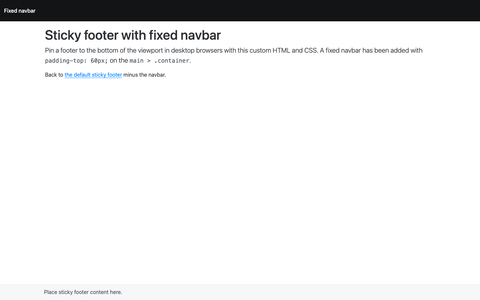 Fixed navbar
Sticky footer with fixed navbar
Pin a footer to the bottom of the viewport in desktop browsers with this custom HTML and CSS. A fixed navbar has been added with
padding-top: 60px; on the main > .container.
Back to the default sticky footer minus the navbar.
Place sticky footer content here.